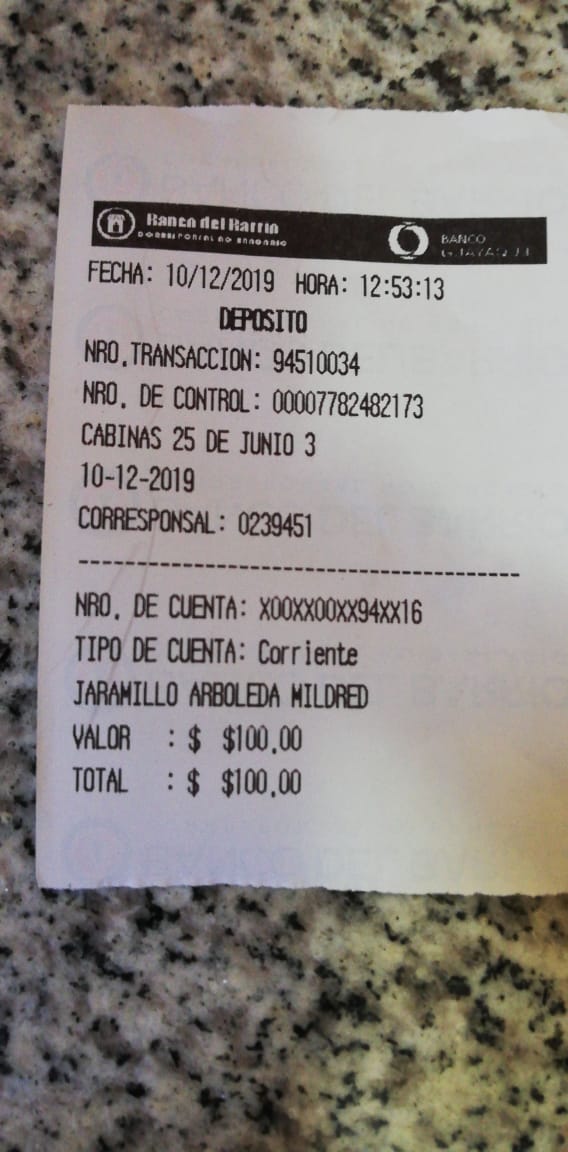 Banco del Barrio
CORRESPONSAL NO BANCARIO
BANCO
GUAYAQUIL
FECHA: 10/12/2019 HORA: 12:53:13
DEPOSITO
NRO.TRANSACCION: 94510034
NRO. DE CONTROL: 00007782482173
CABINAS 25 DE JUNIO 3
10-12-2019
CORRESPONSAL: 0239451
--------------------------------------------
NRO. DE CUENTA: X00XX00XX94XX16
TIPO DE CUENTA: Corriente
JARAMILLO ARBOLEDA MILDRED
VALOR : $ $100,00
TOTAL : $ $100,00